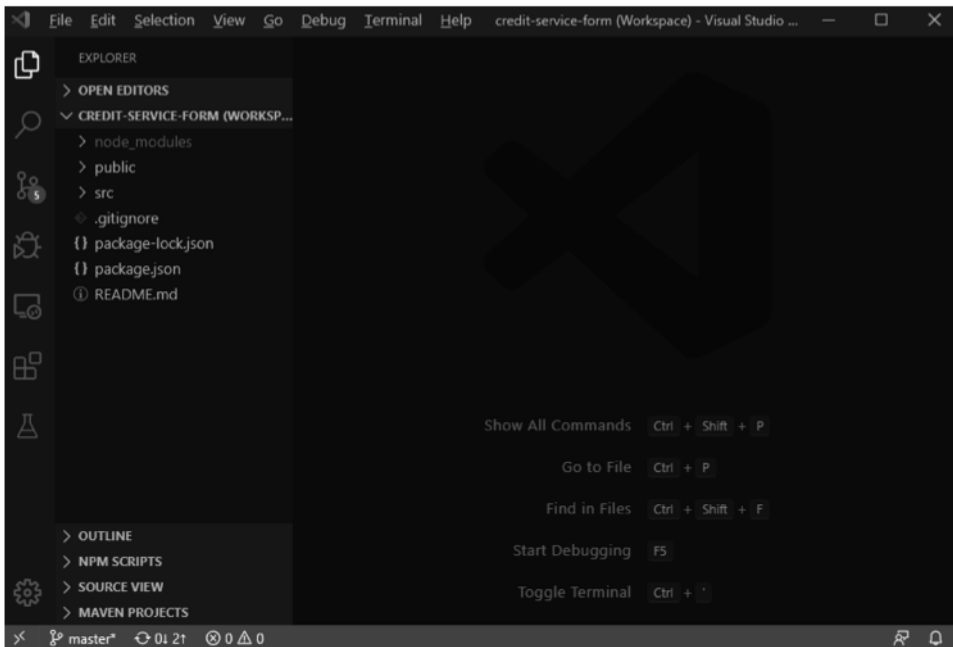 File Edit Selection View Go Debug Terminal Help credit-service-form (Workspace) - Visual Studio ...
EXPLORER
OPEN EDITORS
CREDIT-SERVICE-FORM (WORKSP...
node_modules
public
src
5
.gitignore
{} package-lock.json
{} package.json
README.md
Show All Commands Ctrl + Shift + P
Go to File Ctrl + P
Find in Files Ctrl + Shift + F
Start Debugging F5
Toggle Terminal Ctrl + `
OUTLINE
NPM SCRIPTS
SOURCE VIEW
MAVEN PROJECTS
master* 0↓ 2↑ 0 0